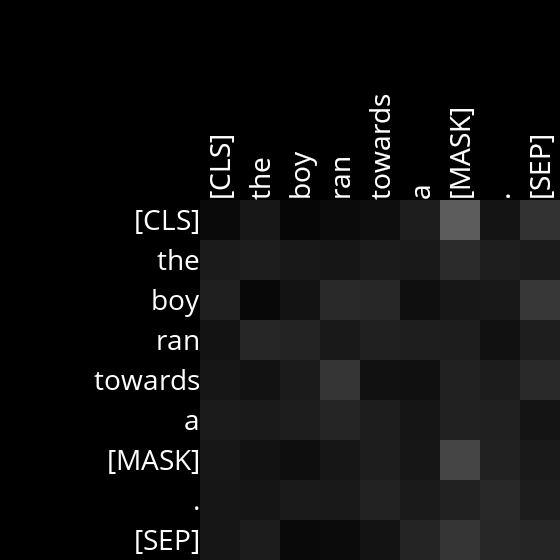 [CLS] the boy ran towards a [MASK] . [SEP]
[CLS]
the
boy
ran
towards
a
[MASK]
.
[SEP]